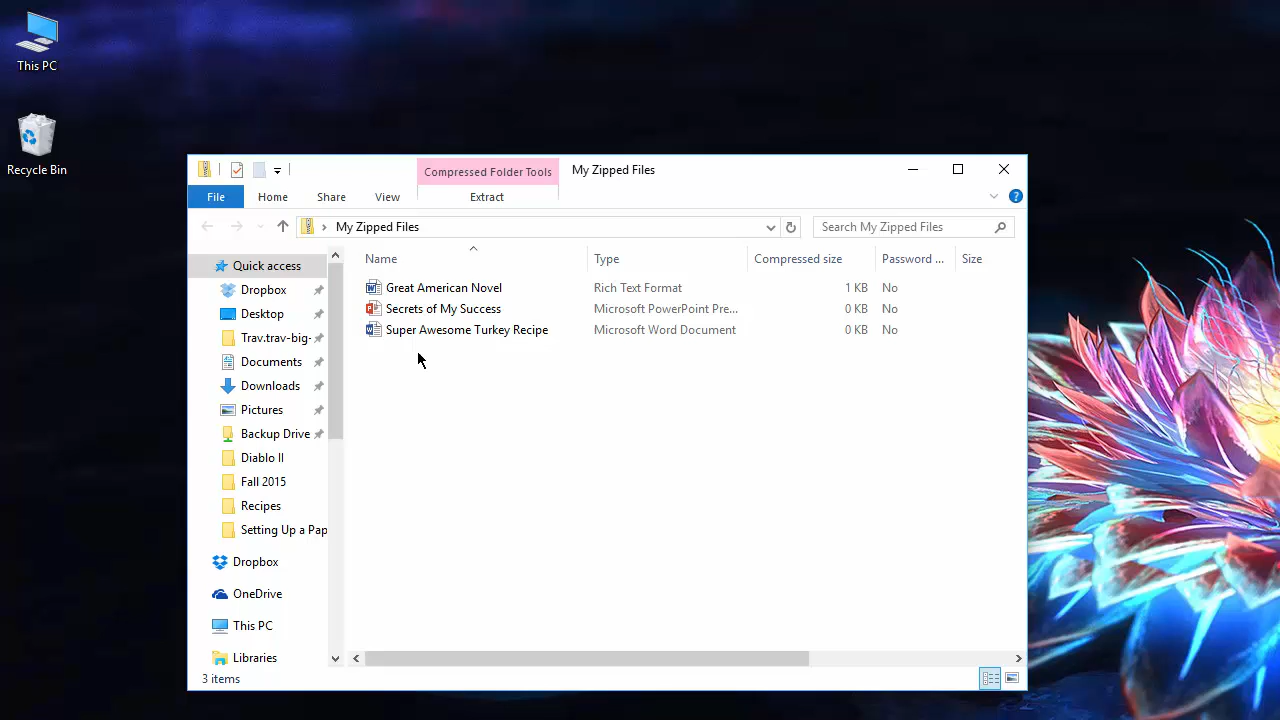 This PC
Recycle Bin
Compressed Folder Tools
My Zipped Files
File
Home
Share
View
Extract
My Zipped Files
Search My Zipped Files
Name
Type
Compressed size
Password ...
Size
Great American Novel
Rich Text Format
1 KB
No
Secrets of My Success
Microsoft PowerPoint Pre...
0 KB
No
Super Awesome Turkey Recipe
Microsoft Word Document
0 KB
No
Quick access
Dropbox
Desktop
Trav.trav-big-
Documents
Downloads
Pictures
Backup Drive
Diablo II
Fall 2015
Recipes
Setting Up a Pap
Dropbox
OneDrive
This PC
Libraries
3 items